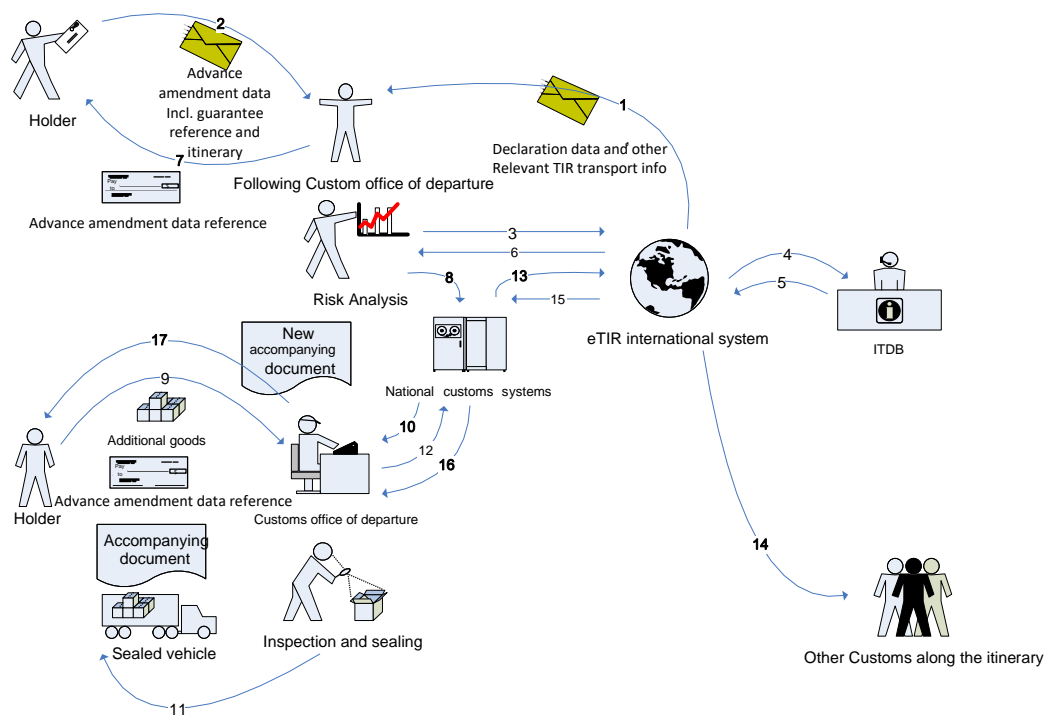 2
Advance
amendment data
Incl. guarantee
reference and
itinerary
Holder
7
Advance amendment data reference
Following Custom office of departure
1
Declaration data and other
Relevant TIR transport info
3
6
Risk Analysis
8
13
15
eTIR international system
4
5
ITDB
National customs systems
New
accompanying
document
17
9
Additional goods
Pay
to
Advance amendment data reference
Holder
10
12
16
Customs office of departure
Accompanying
document
Sealed vehicle
Inspection and sealing
11
14
Other Customs along the itinerary
Pay
to